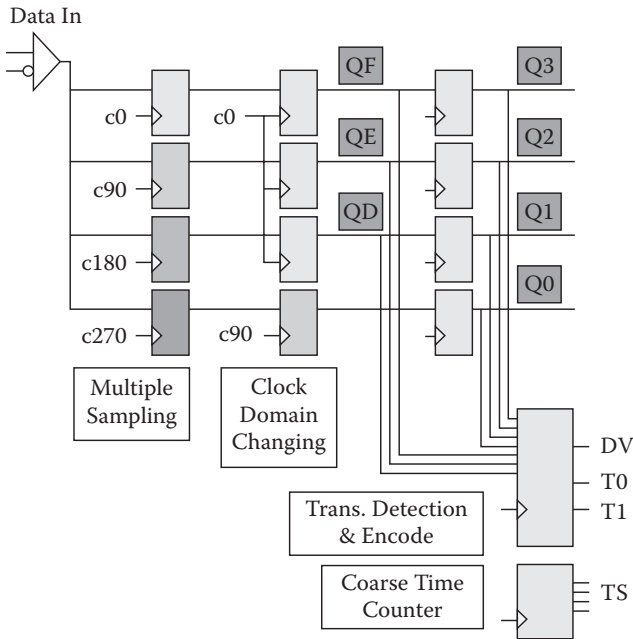 Data In
QF
Q3
c0
c0
QE
Q2
c90
QD
Q1
c180
Q0
c270
c90
Multiple
Sampling
Clock
Domain
Changing
DV
T0
T1
Trans. Detection
& Encode
Coarse Time
Counter
TS